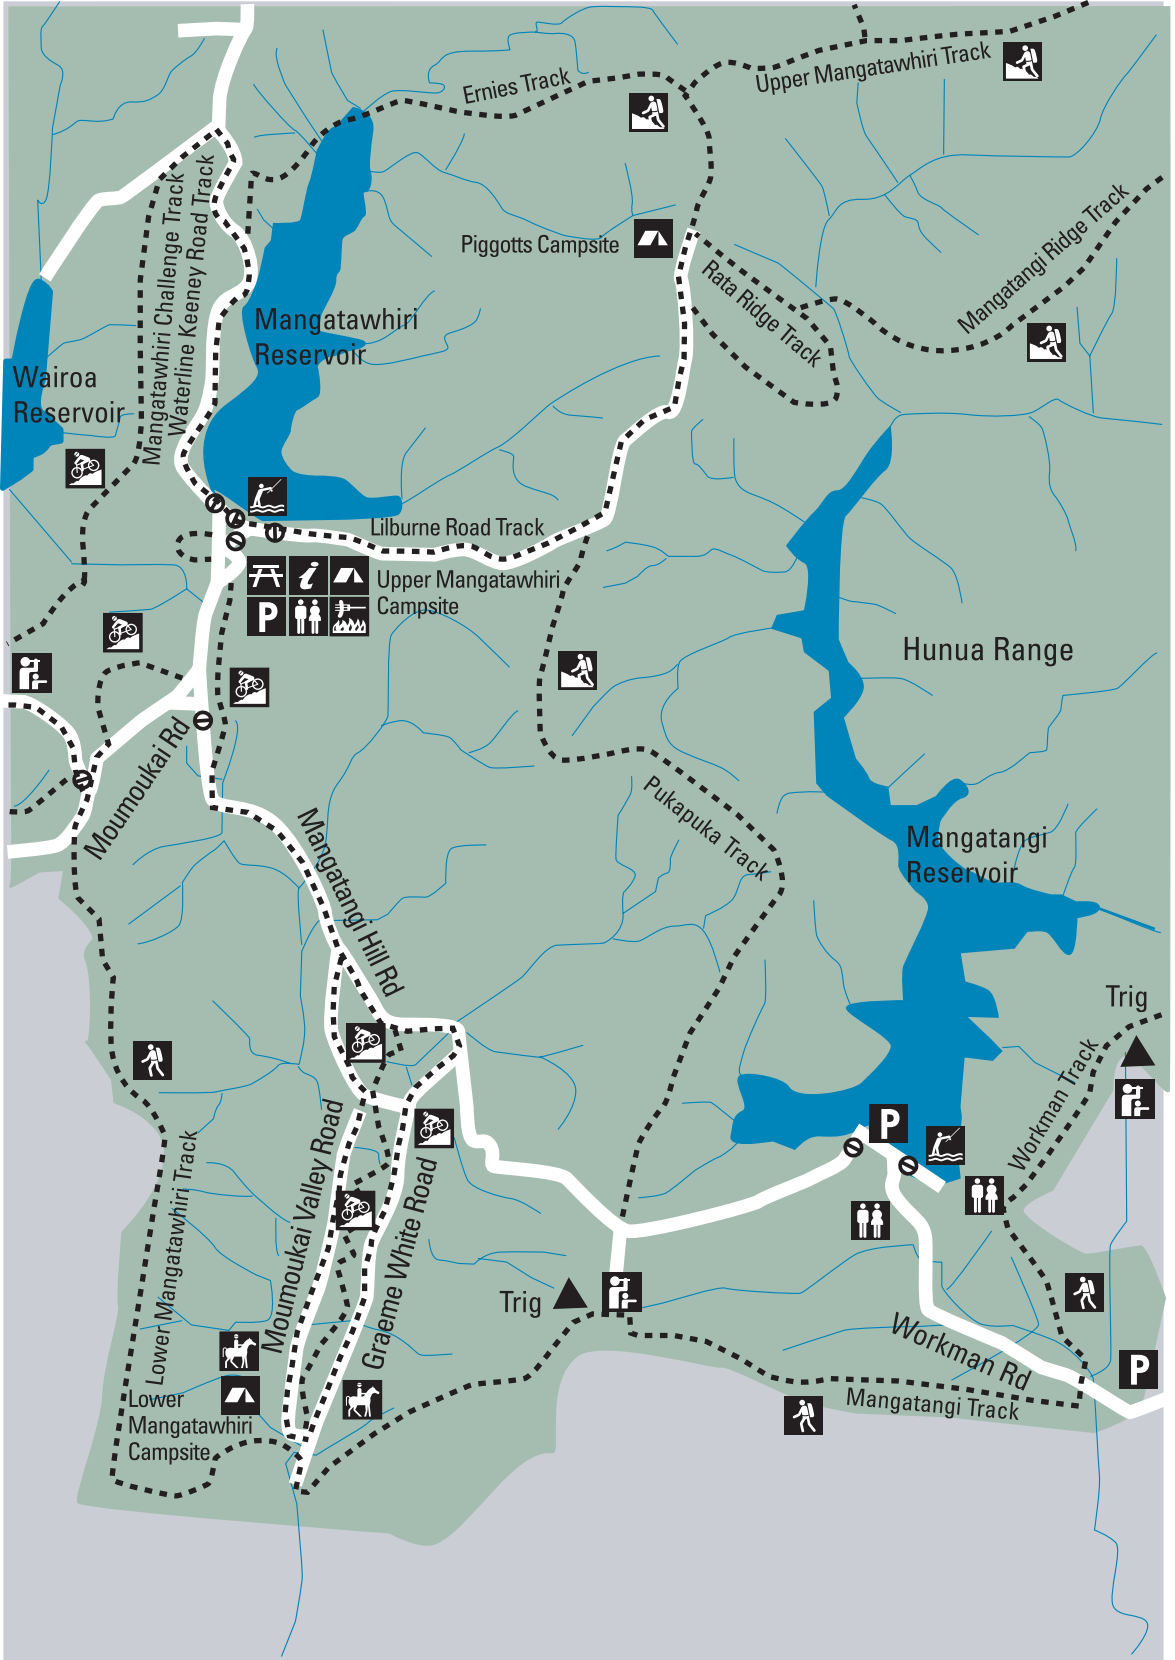 Ernies Track
Upper Mangatawhiri Track
Mangatawhiri Challenge Track
Waterline Keeney Road Track
Piggotts Campsite
Rata Ridge Track
Mangatangi Ridge Track
Mangatawhiri
Reservoir
Wairoa
Reservoir
Lilburne Road Track
Upper Mangatawhiri
Campsite
P
Hunua Range
Moumoukai Rd
Pukapuka Track
Mangatangi Hill Rd
Mangatangi
Reservoir
Trig
Workman Track
P
Lower Mangatawhiri Track
Moumoukai Valley Road
Graeme White Road
Trig
Workman Rd
P
Mangatangi Track
Lower
Mangatawhiri
Campsite